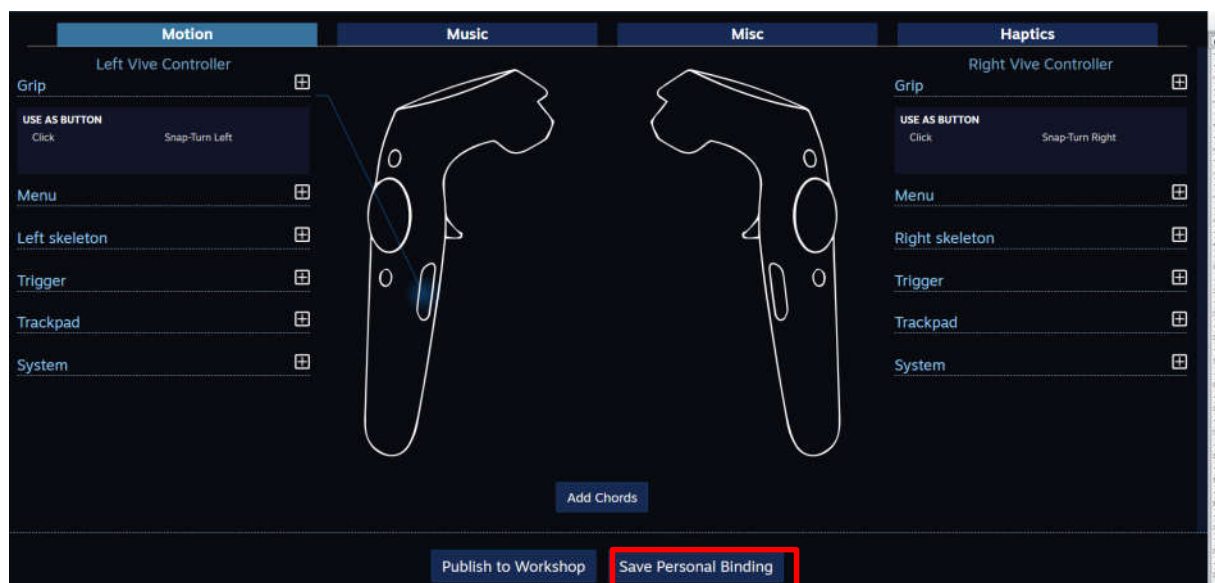 Motion
Music
Misc
Haptics
Left Vive Controller
Grip
USE AS BUTTON
Click Snap-Turn Left
Menu
Left skeleton
Trigger
Trackpad
System
Right Vive Controller
Grip
USE AS BUTTON
Click Snap-Turn Right
Menu
Right skeleton
Trigger
Trackpad
System
Add Chords
Publish to Workshop
Save Personal Binding